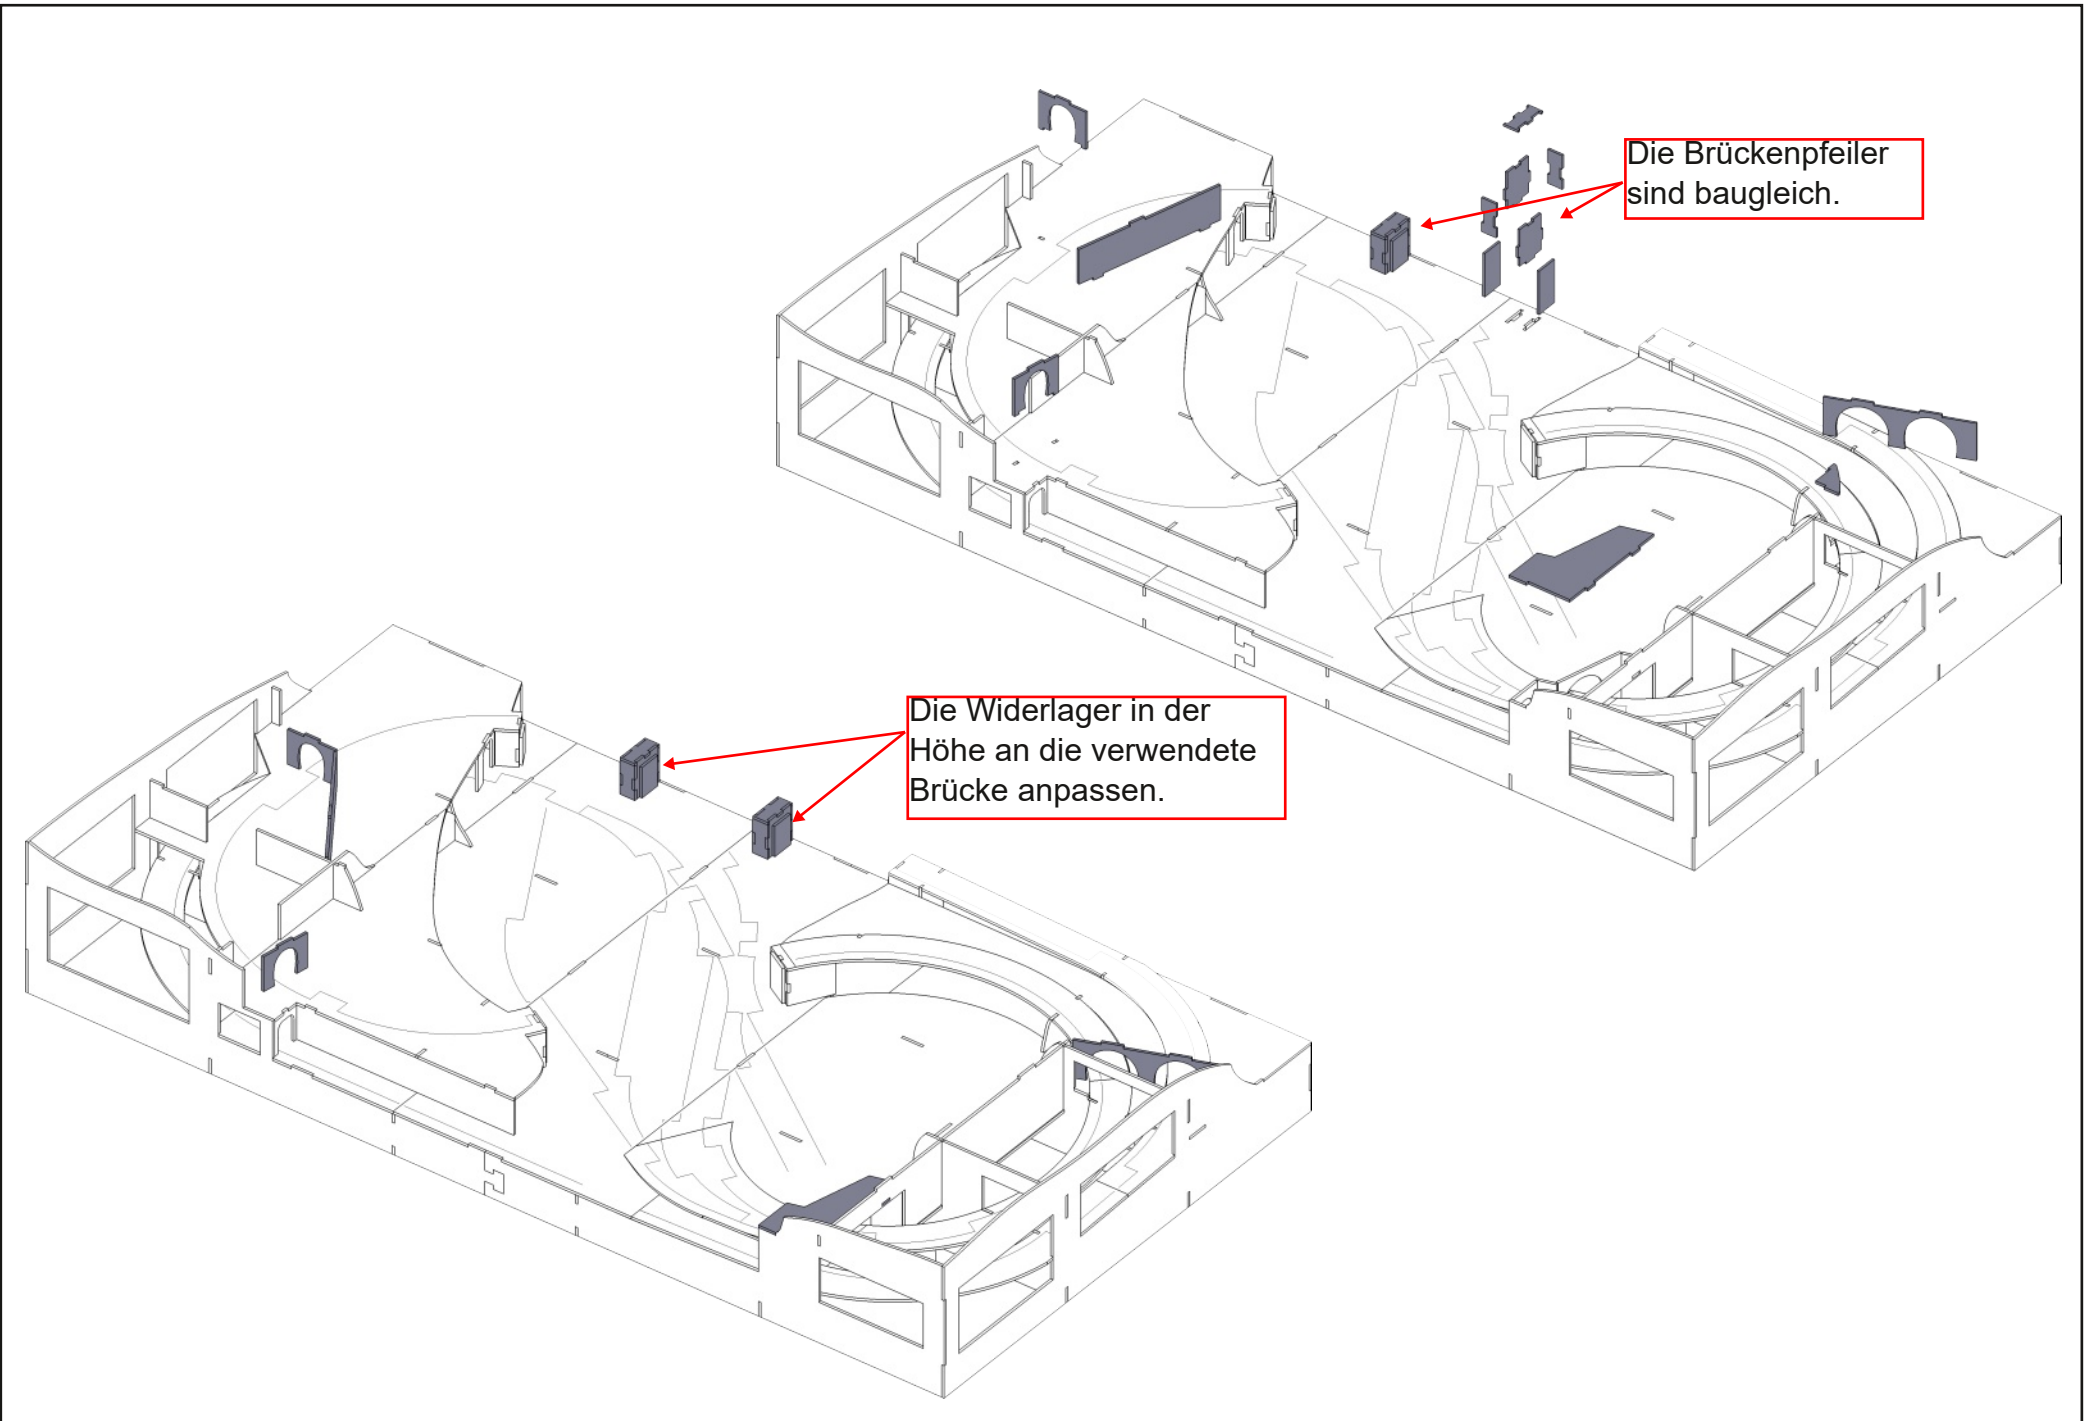 Die Brückenpfeiler
sind baugleich.
Die Widerlager in der
Höhe an die verwendete
Brücke anpassen.